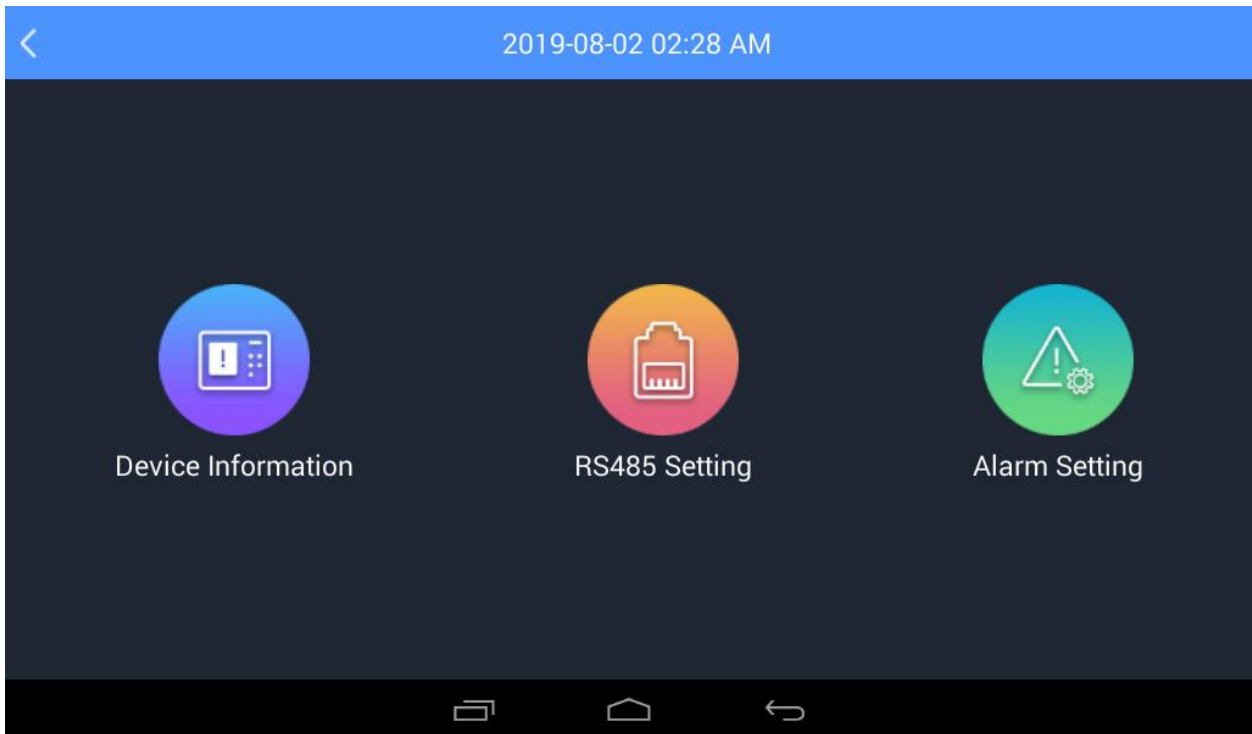 2019-08-02 02:28 AM
Device Information
RS485 Setting
Alarm Setting